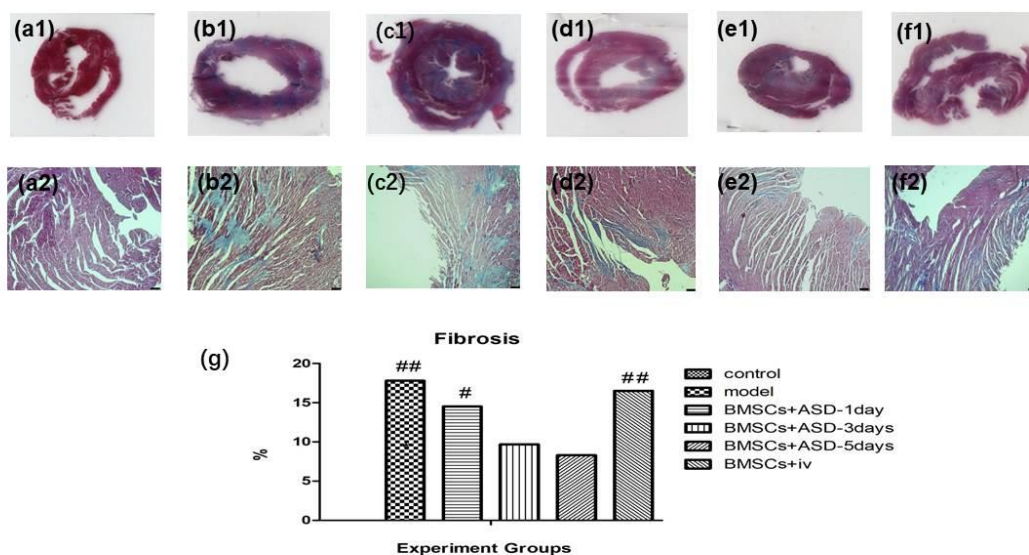 (a1) (b1) (c1) (d1) (e1) (f1)
(a2) (b2) (c2) (d2) (e2) (f2)
(g)
Fibrosis
%
20
15
10
5
0
##
#
##
control
model
BMSCs+ASD-1day
BMSCs+ASD-3days
BMSCs+ASD-5days
BMSCs+iv
Experiment Groups